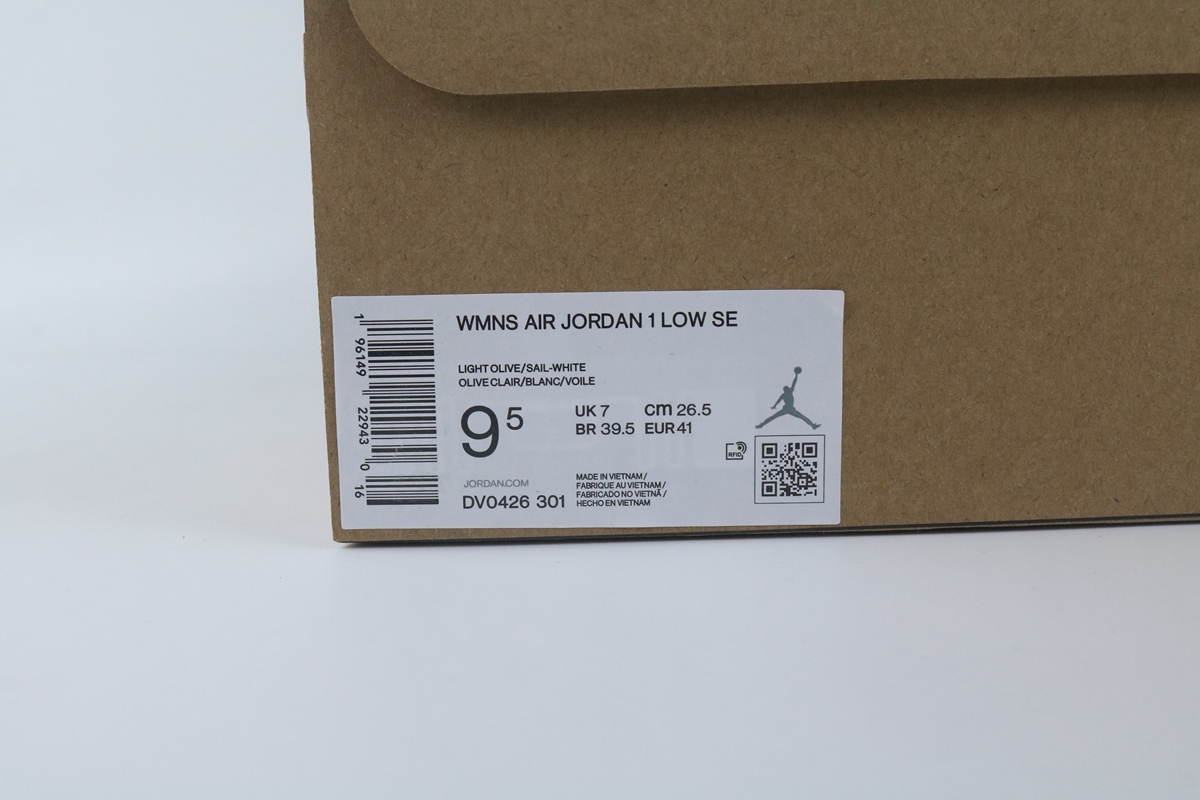 WMNS AIR JORDAN 1 LOW SE
LIGHT OLIVE/SAIL-WHITE
OLIVE CLAIR/BLANC/VOILE
9 5
UK 7 cm 26.5
BR 39.5 EUR 41
RFID
JORDAN.COM
DV0426 301
MADE IN VIETNAM /
FABRIQUE AU VIETNAM /
FABRICADO NO VIETNÃ /
HECHO EN VIETNAM
1 96149 22943 0 16